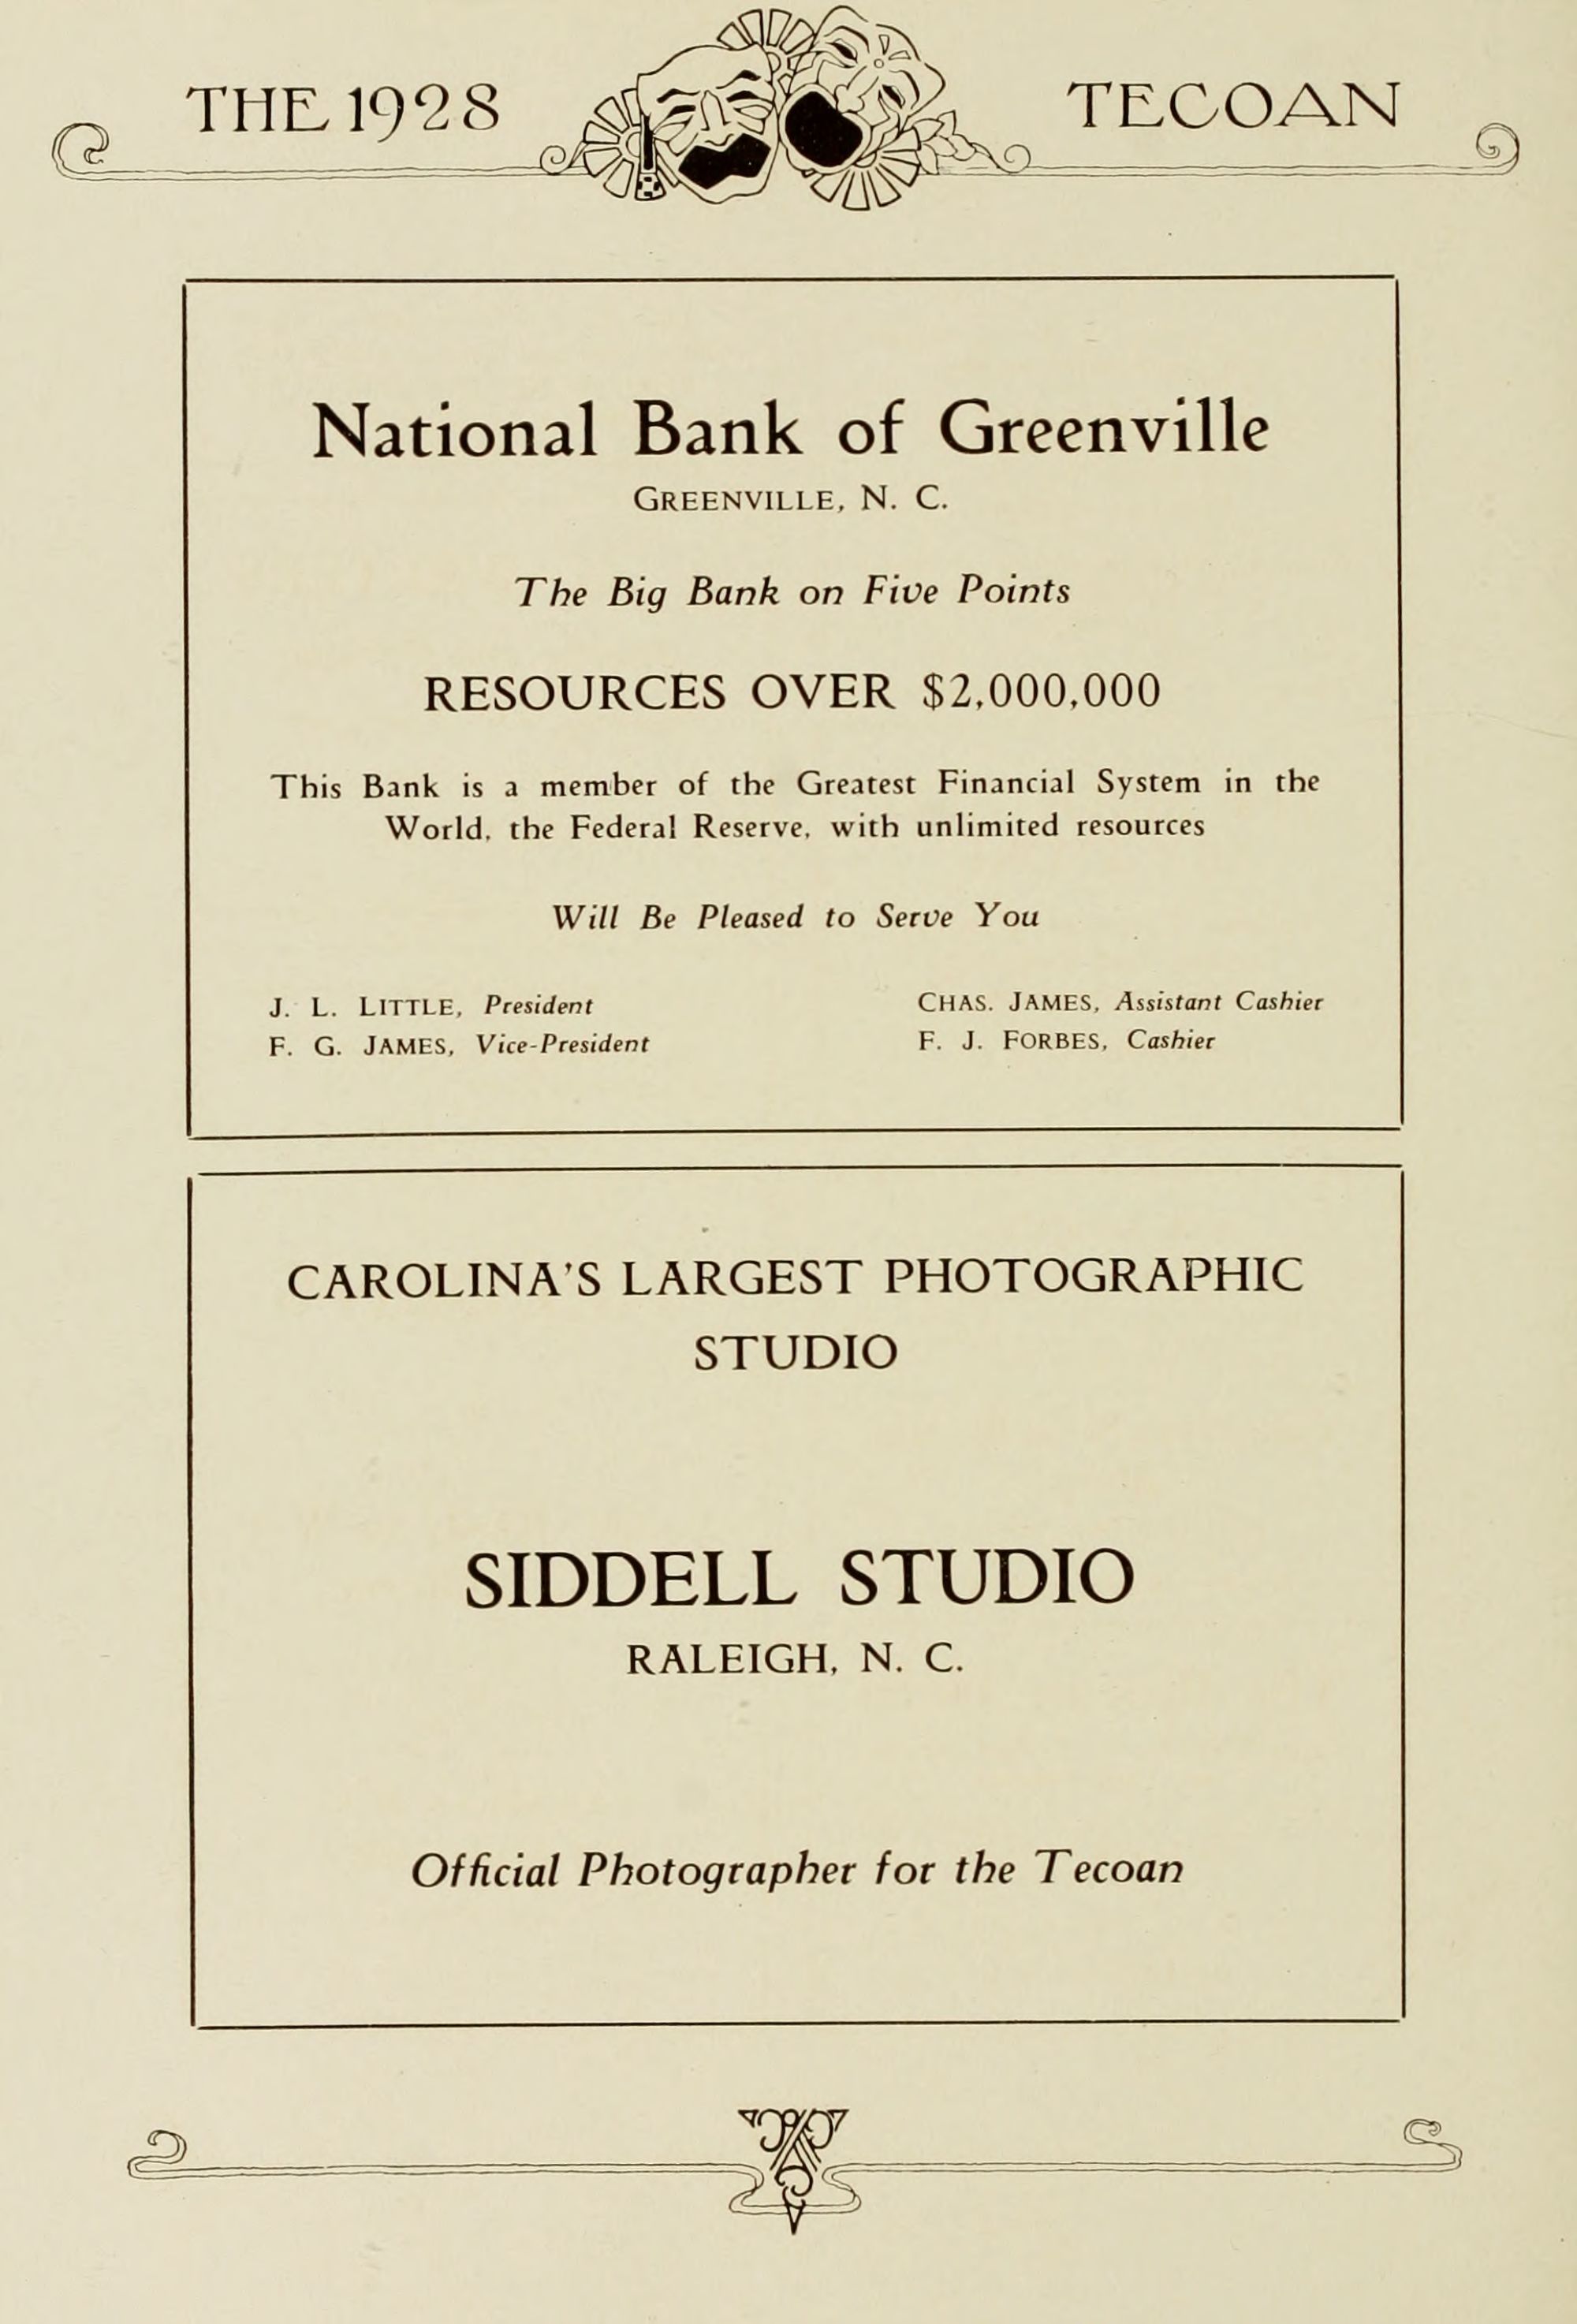 THE 1928 TECOAN
National Bank of Greenville
GREENVILLE, N. C.
The Big Bank on Five Points
RESOURCES OVER $2,000,000
This Bank is a member of the Greatest Financial System in the
World, the Federal Reserve, with unlimited resources
Will Be Pleased to Serve You
J. L. LITTLE, President
F. G. JAMES, Vice-President
CHAS. JAMES, Assistant Cashier
F. J. FORBES, Cashier
CAROLINA'S LARGEST PHOTOGRAPHIC
STUDIO
SIDDELL STUDIO
RALEIGH, N. C.
Official Photographer for the Tecoan